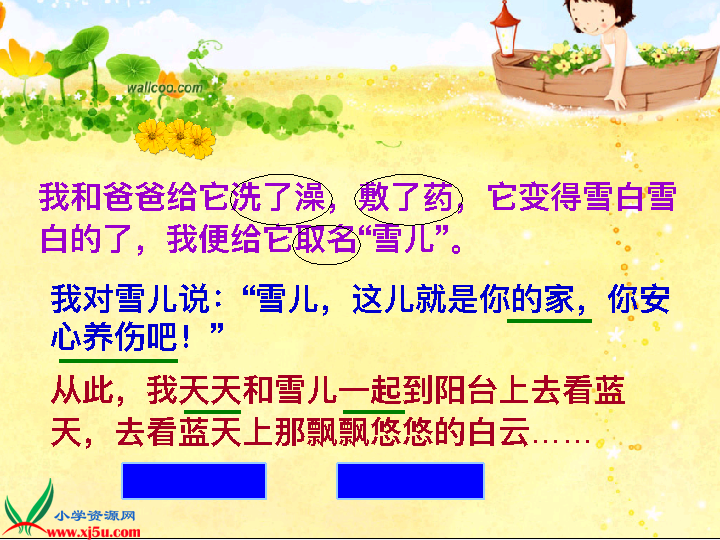 wallcoo.com
我和爸爸给它洗了澡，敷了药，它变得雪白雪
白的了，我便给它取名“雪儿”。
我对雪儿说：“雪儿，这儿就是你的家，你安
心养伤吧！”
从此，我天天和雪儿一起到阳台上去看蓝
天，去看蓝天上那飘飘悠悠的白云……
小学资源网
www.xj5u.com